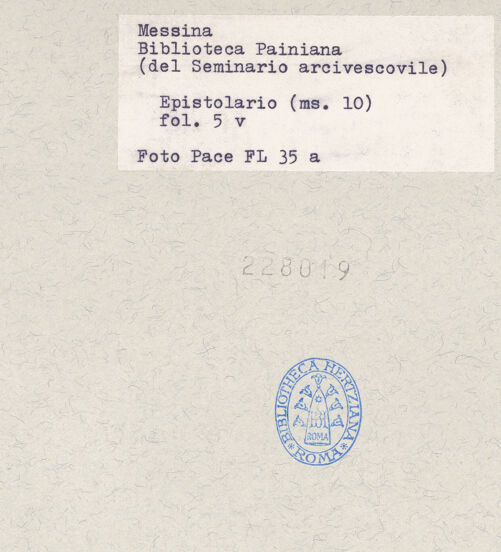 Messina
Biblioteca Painiana
(del Seminario arcivescovile)
Epistolario (ms. 10)
fol. 5 v
Foto Pace FL 35 a
228019
BIBLIOTHECA HERTZIANA
ROMA
* ROMA *